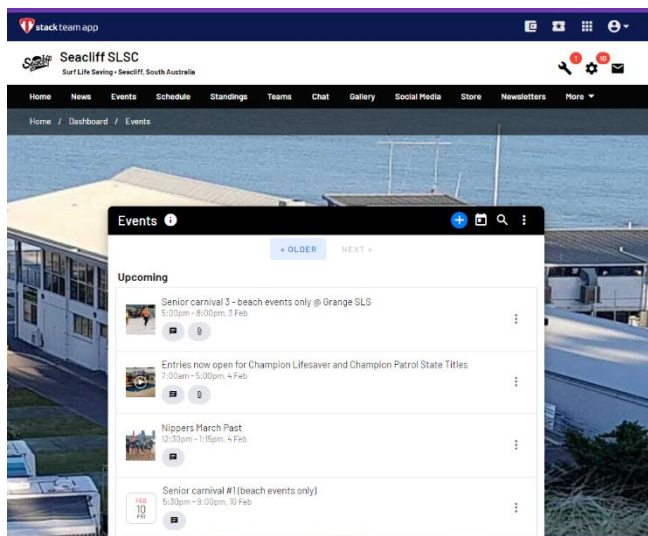 stack team app
Seacliff
Seacliff SLSC
Surf Life Saving • Seacliff, South Australia
1
10
Home News Events Schedule Standings Teams Chat Gallery Social Media Store Newsletters More
Home / Dashboard / Events
Events
« OLDER NEXT »
Upcoming
Senior carnival 3 - beach events only @ Grange SLS
5:00pm - 8:00pm, 3 Feb
Entries now open for Champion Lifesaver and Champion Patrol State Titles
7:00am - 5:00pm, 4 Feb
Nippers March Past
12:30pm - 1:15pm, 4 Feb
FEB
10
FRI
Senior carnival #1 (beach events only)
5:30pm - 9:00pm, 10 Feb